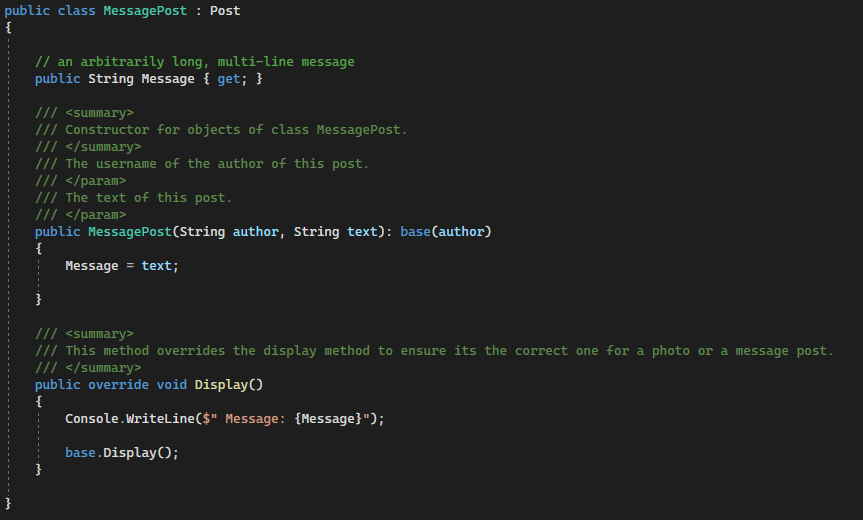 public class MessagePost : Post
{
// an arbitrarily long, multi-line message
public String Message { get; }
/// <summary>
/// Constructor for objects of class MessagePost.
/// </summary>
/// The username of the author of this post.
/// </param>
/// The text of this post.
/// </param>
public MessagePost(String author, String text): base(author)
{
Message = text;
}
/// <summary>
/// This method overrides the display method to ensure its the correct one for a photo or a message post.
/// </summary>
public override void Display()
{
Console.WriteLine($" Message: {Message}");
base.Display();
}
}